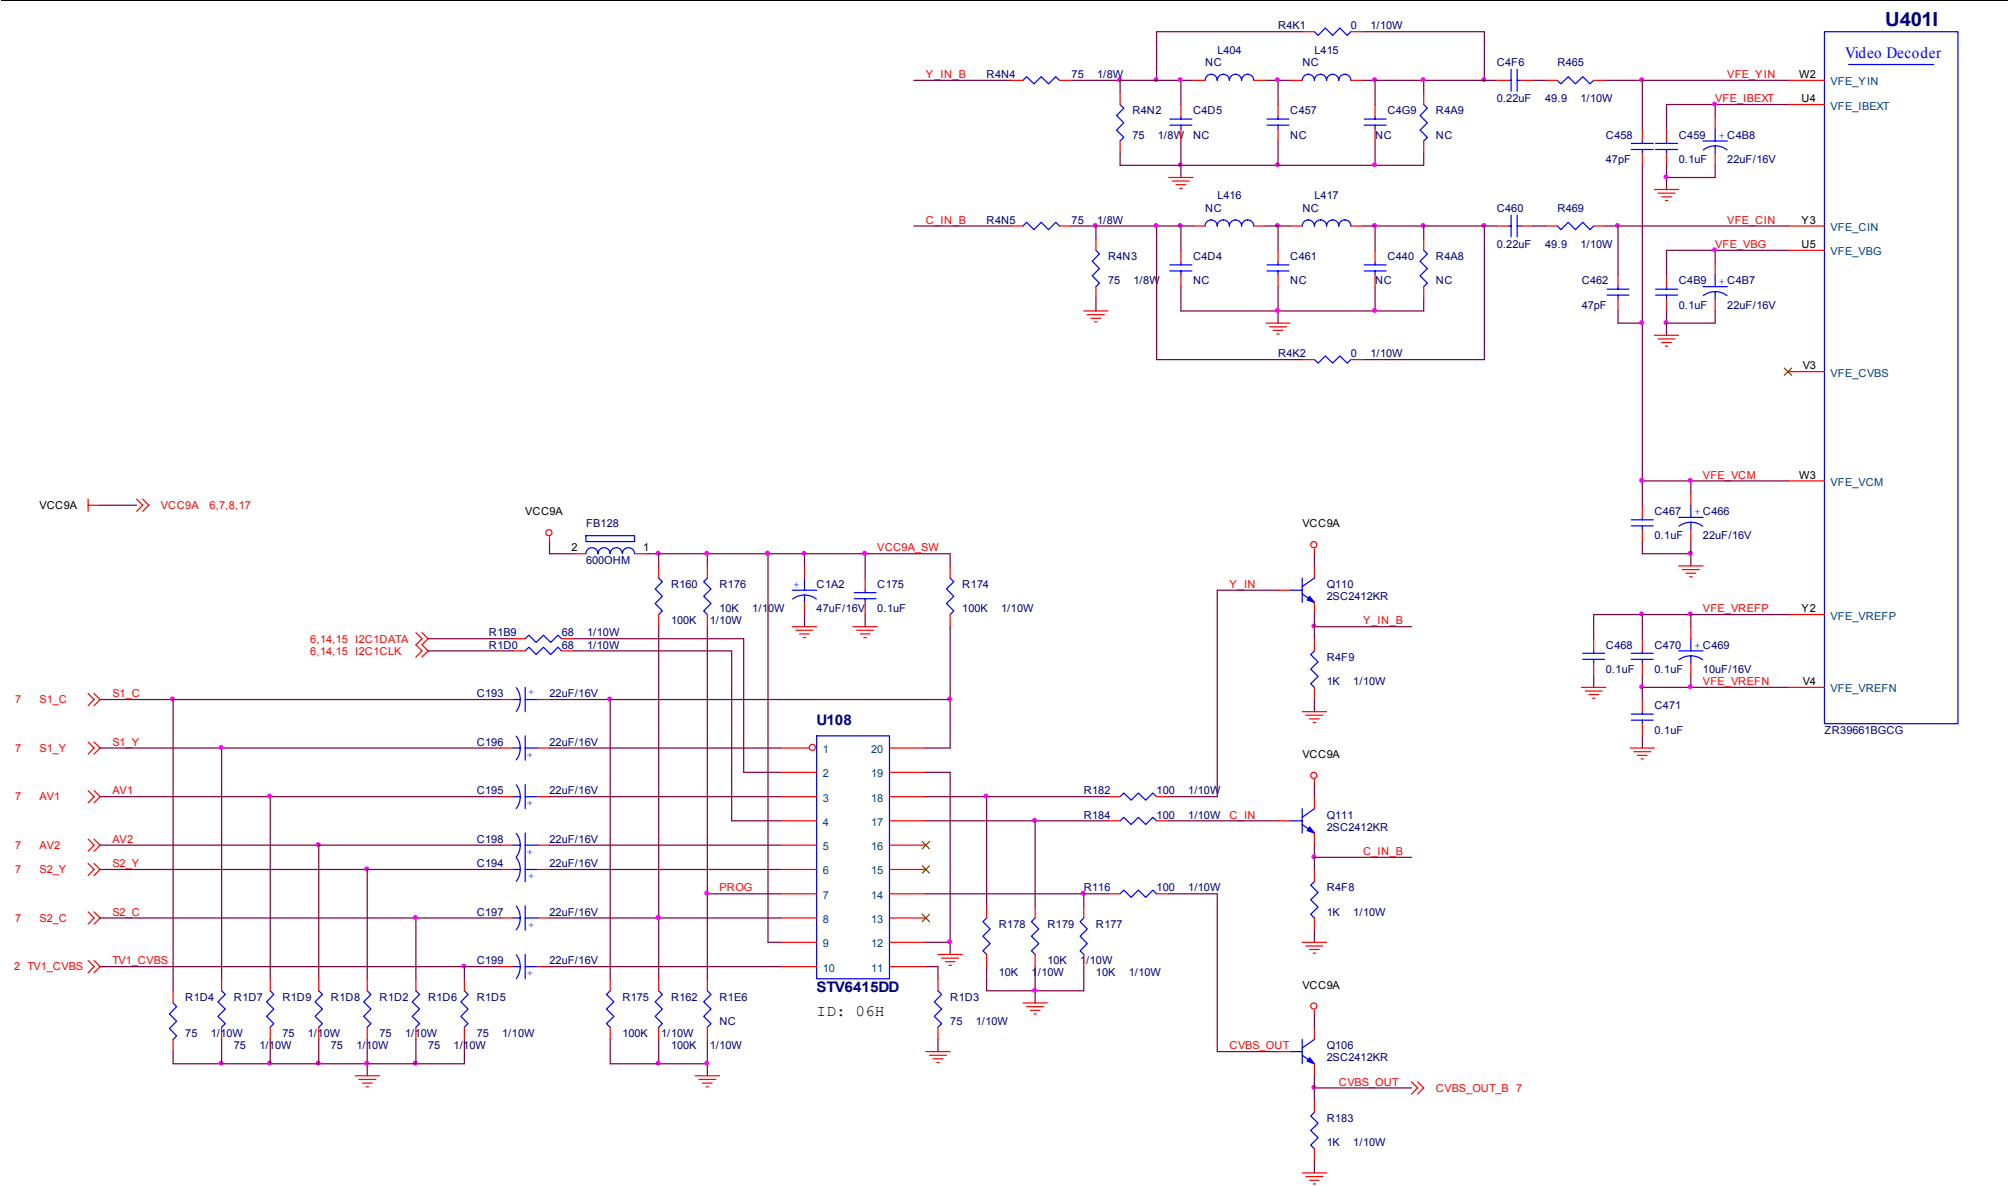 U401I
Video Decoder
R4K1 0 1/10W
L404
NC
L415
NC
Y_IN_B R4N4 75 1/8W
C4F6
0.22uF
R465
49.9 1/10W
VFE_YIN W2 VFE_YIN
VFE_IBEXT U4 VFE_IBEXT
R4N2
75 1/8W
C4D5
NC
C457
NC
C4G9
NC
R4A9
NC
C458
47pF
C459
0.1uF
+ C4B8
22uF/16V
L416
NC
L417
NC
C_IN_B R4N5 75 1/8W
C460
0.22uF
R469
49.9 1/10W
VFE_CIN Y3 VFE_CIN
VFE_VBG U5 VFE_VBG
R4N3
75 1/8W
C4D4
NC
C461
NC
C440
NC
R4A8
NC
C462
47pF
C4B9
0.1uF
+ C4B7
22uF/16V
R4K2 0 1/10W
V3 VFE_CVBS
VFE_VCM W3 VFE_VCM
C467
0.1uF
+ C466
22uF/16V
VFE_VREFP Y2 VFE_VREFP
C468
0.1uF
C470
0.1uF
+ C469
10uF/16V
VFE_VREFN V4 VFE_VREFN
C471
0.1uF
ZR39661BGCG
VCC9A VCC9A 6,7,8,17
VCC9A
FB128
2 1
600OHM
VCC9A_SW
R160
100K 1/10W
R176
10K 1/10W
+ C1A2
47uF/16V
C175
0.1uF
R174
100K 1/10W
6,14,15 I2C1DATA R1B9 68 1/10W
6,14,15 I2C1CLK R1D0 68 1/10W
7 S1_C S1_C C193 + 22uF/16V
7 S1_Y S1_Y C196 + 22uF/16V
7 AV1 AV1 C195 + 22uF/16V
7 AV2 AV2 C198 + 22uF/16V
7 S2_Y S2_Y C194 + 22uF/16V
PROG
7 S2_C S2_C C197 + 22uF/16V
2 TV1_CVBS TV1_CVBS C199 + 22uF/16V
U108
1 20
2 19
3 18
4 17
5 16
6 15
7 14
8 13
9 12
10 11
STV6415DD
ID: 06H
R1D4
75 1/10W
R1D7
75 1/10W
R1D9
75 1/10W
R1D8
75 1/10W
R1D2
75 1/10W
R1D6
75 1/10W
R1D5
75 1/10W
R175
100K 1/10W
R162
100K 1/10W
R1E6
NC
R1D3
75 1/10W
R182 100 1/10W
R184 100 1/10W C_IN
R116 100 1/10W
R178
10K 1/10W
R179
10K 1/10W
R177
10K 1/10W
VCC9A
Y_IN
Q110
2SC2412KR
Y_IN_B
R4F9
1K 1/10W
VCC9A
Q111
2SC2412KR
C_IN_B
R4F8
1K 1/10W
VCC9A
CVBS_OUT
Q106
2SC2412KR
CVBS_OUT CVBS_OUT_B 7
R183
1K 1/10W